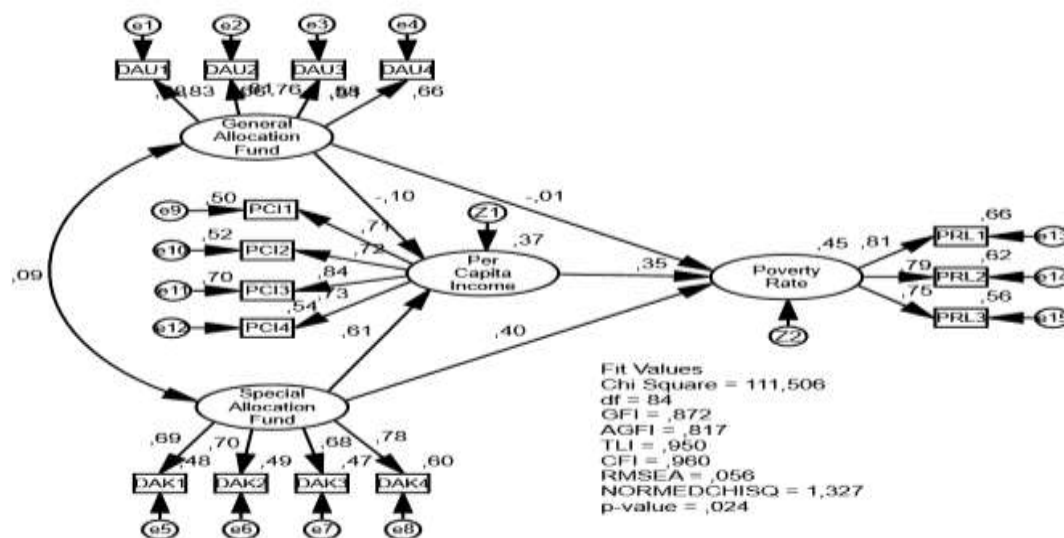 e1 e2 e3 e4
DAU1 DAU2 DAU3 DAU4
,83 ,76 ,66
General
Allocation
Fund
-,10 -,01
e9 ,50 PCI1 ,71
Z1
e10 ,52 PCI2 ,72
,37
Per
Capita
Income
,35
e11 ,70 PCI3 ,84
e12 ,54 PCI4 ,73
,45
Poverty
Rate
Z2
,81 ,66 PRL1 e13
,79 ,62 PRL2 e14
,75 ,56 PRL3 e15
,09
,61 ,40
Special
Allocation
Fund
,69 ,70 ,68 ,78
,48 ,49 ,47 ,60
DAK1 DAK2 DAK3 DAK4
e5 e6 e7 e8
Fit Values
Chi Square = 111,506
df = 84
GFI = ,872
AGFI = ,817
TLI = ,950
CFI = ,960
RMSEA = ,056
NORMEDCHISQ = 1,327
p-value = ,024